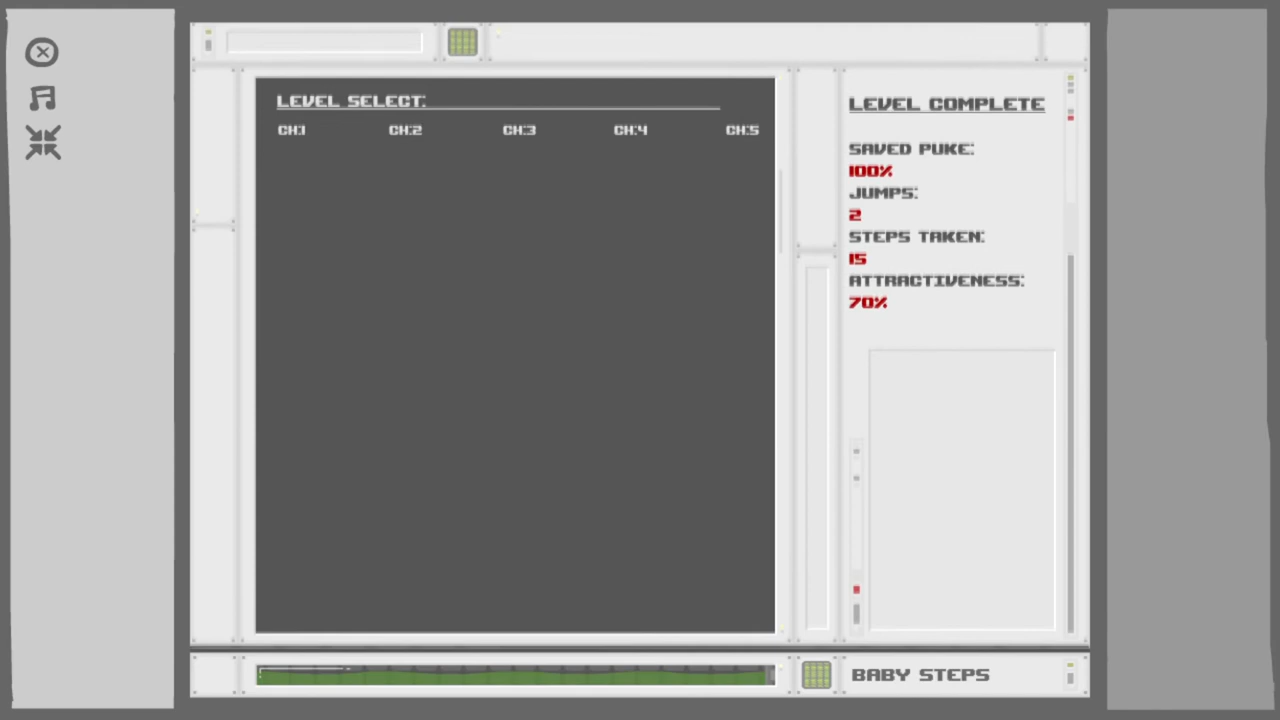 LEVEL SELECT:
CH:1 CH:2 CH:3 CH:4 CH:5
LEVEL COMPLETE
SAVED PUKE:
100%
JUMPS:
2
STEPS TAKEN:
15
ATTRACTIVENESS:
70%
BABY STEPS